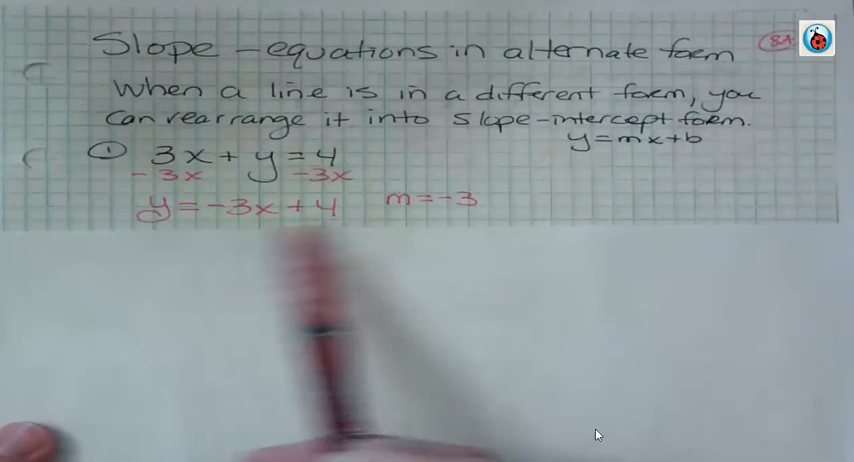 Slope - equations in alternate form 8A
When a line is in a different form, you
can rearrange it into slope-intercept form.
y=mx+b
① 3x + y = 4
-3x -3x
y = -3x + 4 m = -3